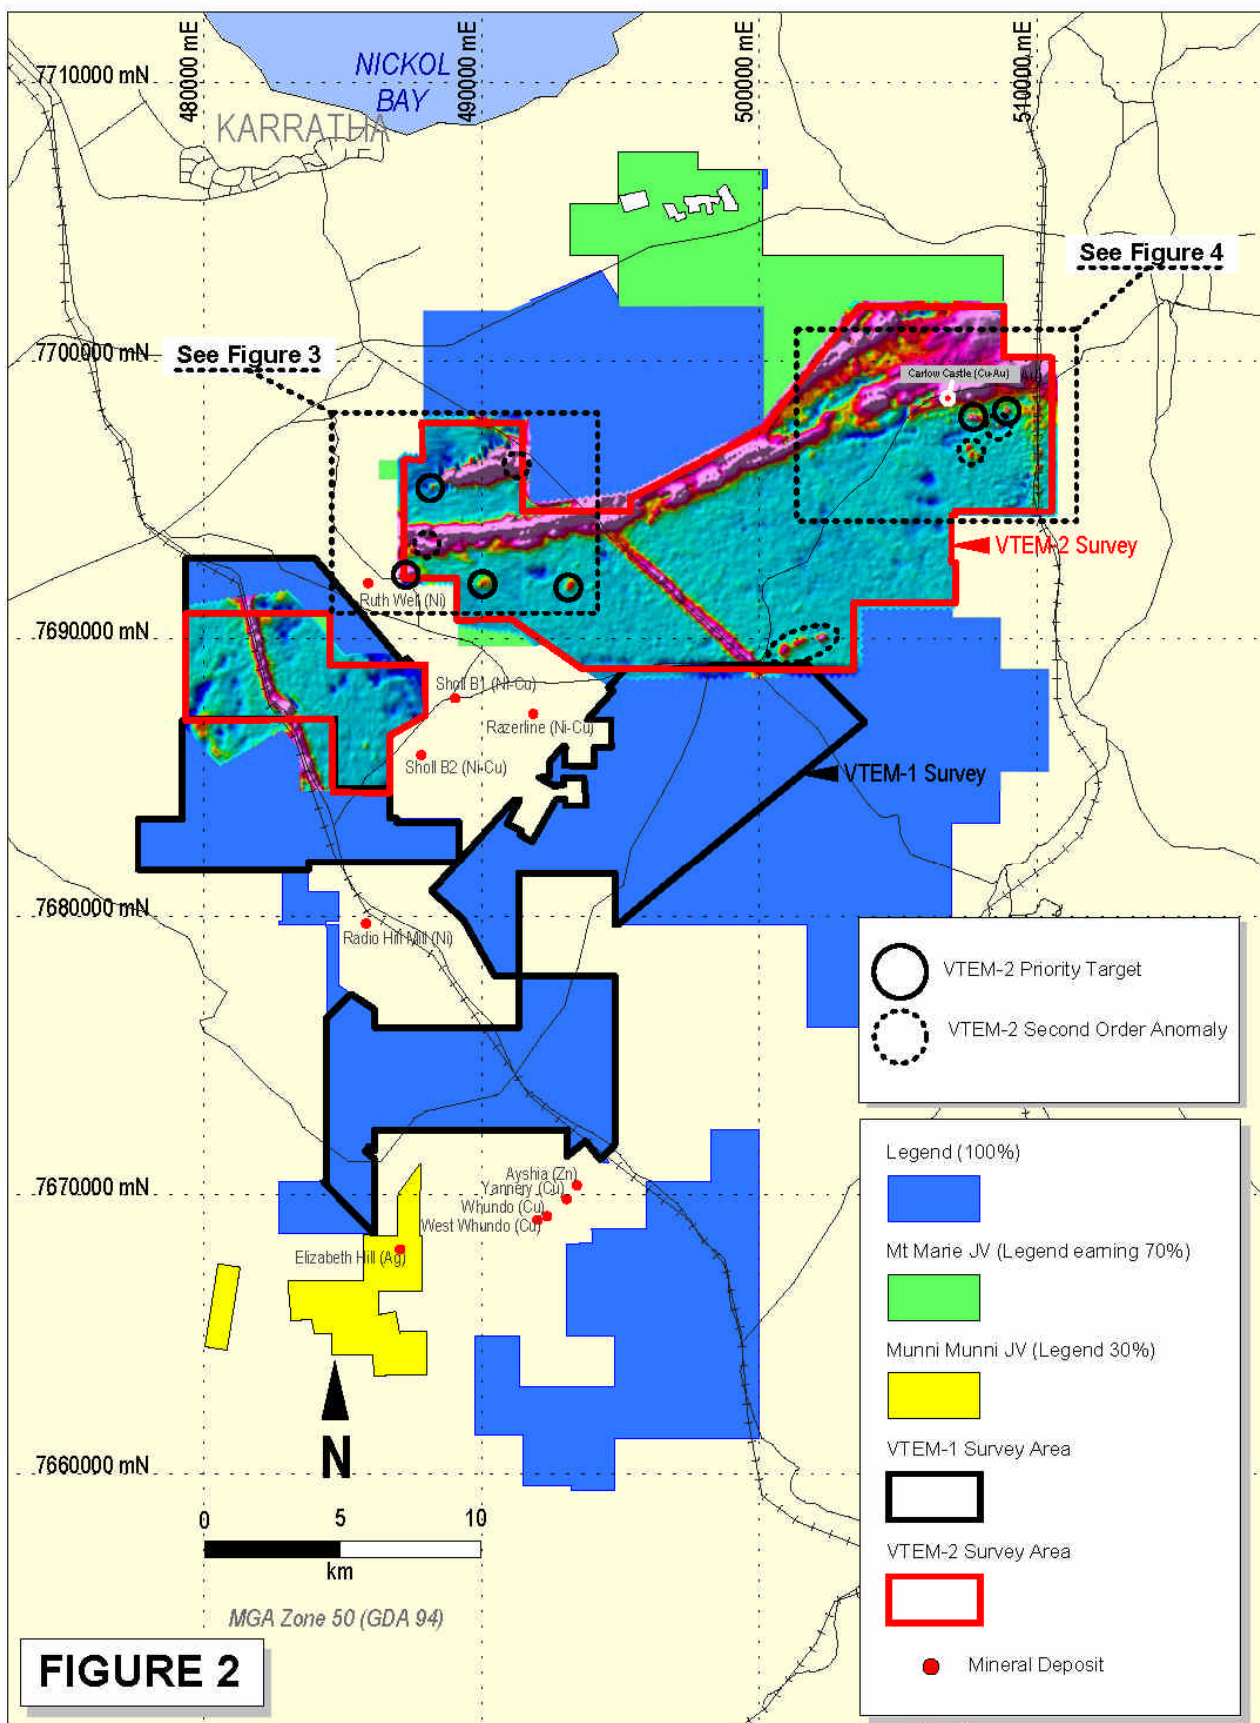 480000 mE
490000 mE
500000 mE
510000 mE
7710000 mN
NICKOL
BAY
KARRATHA
See Figure 4
See Figure 3
7700000 mN
Carlow Castle (Cu-Au)
VTEM-2 Survey
Ruth Well (Ni)
7690000 mN
Sholl B1 (Ni-Cu)
Razerline (Ni-Cu)
Sholl B2 (Ni-Cu)
VTEM-1 Survey
7680000 mN
Radio Hill Mill (Ni)
VTEM-2 Priority Target
VTEM-2 Second Order Anomaly
Legend (100%)
Ayshia (Zn)
7670000 mN
Yannery (Cu)
Whundo (Cu)
West Whundo (Cu)
Elizabeth Hill (Ag)
Mt Marie JV (Legend earning 70%)
Munni Munni JV (Legend 30%)
N
7660000 mN
VTEM-1 Survey Area
0 5 10
km
VTEM-2 Survey Area
MGA Zone 50 (GDA 94)
FIGURE 2
Mineral Deposit